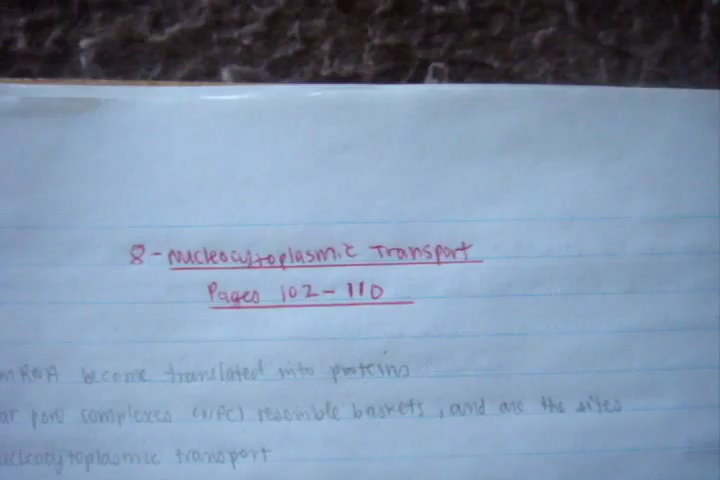 8 - Nucleocytoplasmic Transport
Pages 102 - 110
mRNA become translated into proteins
ar pore complexes (NPC) resemble baskets, and are the sites
ucleocytoplasmic transport